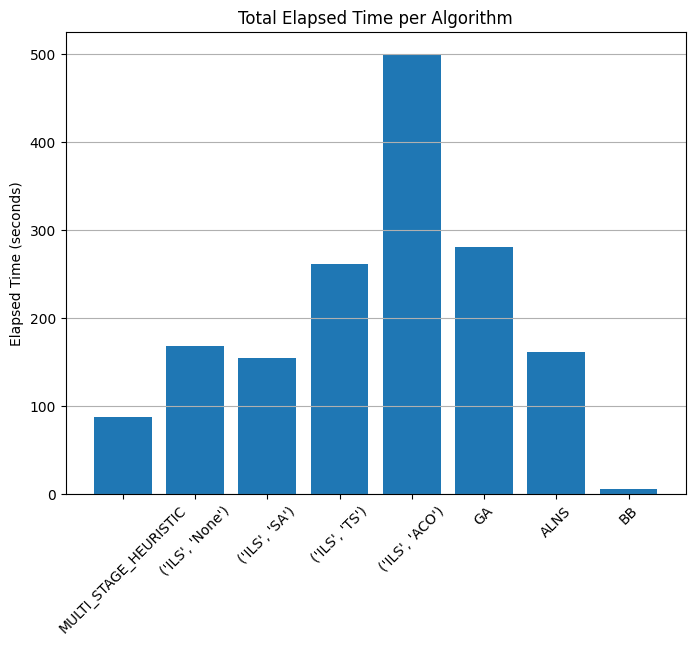 Total Elapsed Time per Algorithm
Elapsed Time (seconds)
500
400
300
200
100
0
MULTI_STAGE_HEURISTIC
('ILS', 'None')
('ILS', 'SA')
('ILS', 'TS')
('ILS', 'ACO')
GA
ALNS
BB